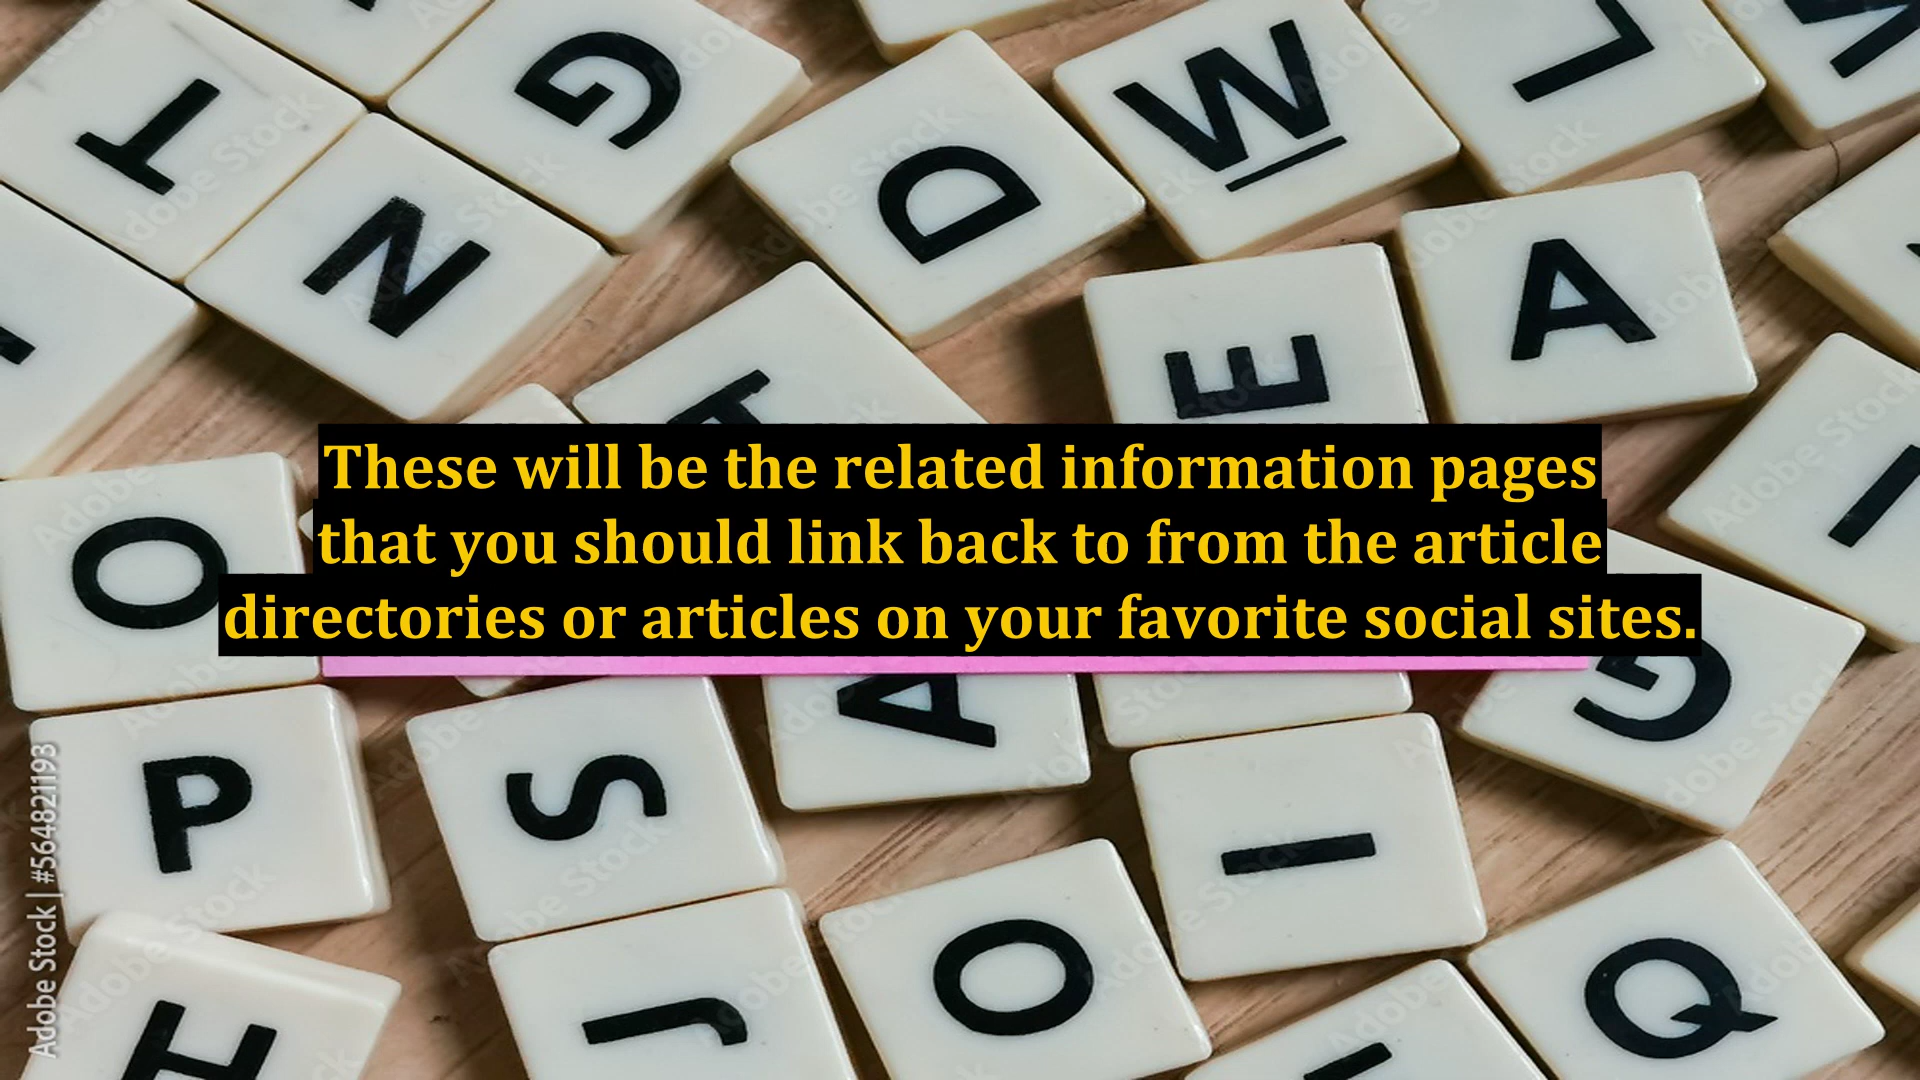 T
G
D
W
L
N
E
A
These will be the related information pages
that you should link back to from the article
directories or articles on your favorite social sites.
O
I
G
P
S
A
I
J
O
Q
H
Adobe Stock | #564821193